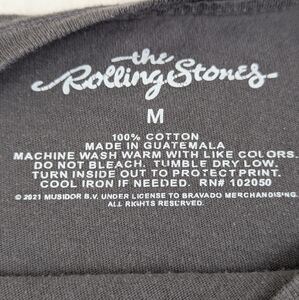 the
Rolling Stones
M
100% COTTON
MADE IN GUATEMALA
MACHINE WASH WARM WITH LIKE COLORS.
DO NOT BLEACH. TUMBLE DRY LOW.
TURN INSIDE OUT TO PROTECT PRINT.
COOL IRON IF NEEDED. RN# 102050
© 2021 MUSIDOR B.V. UNDER LICENSE TO BRAVADO MERCHANDISING.
ALL RIGHTS RESERVED.